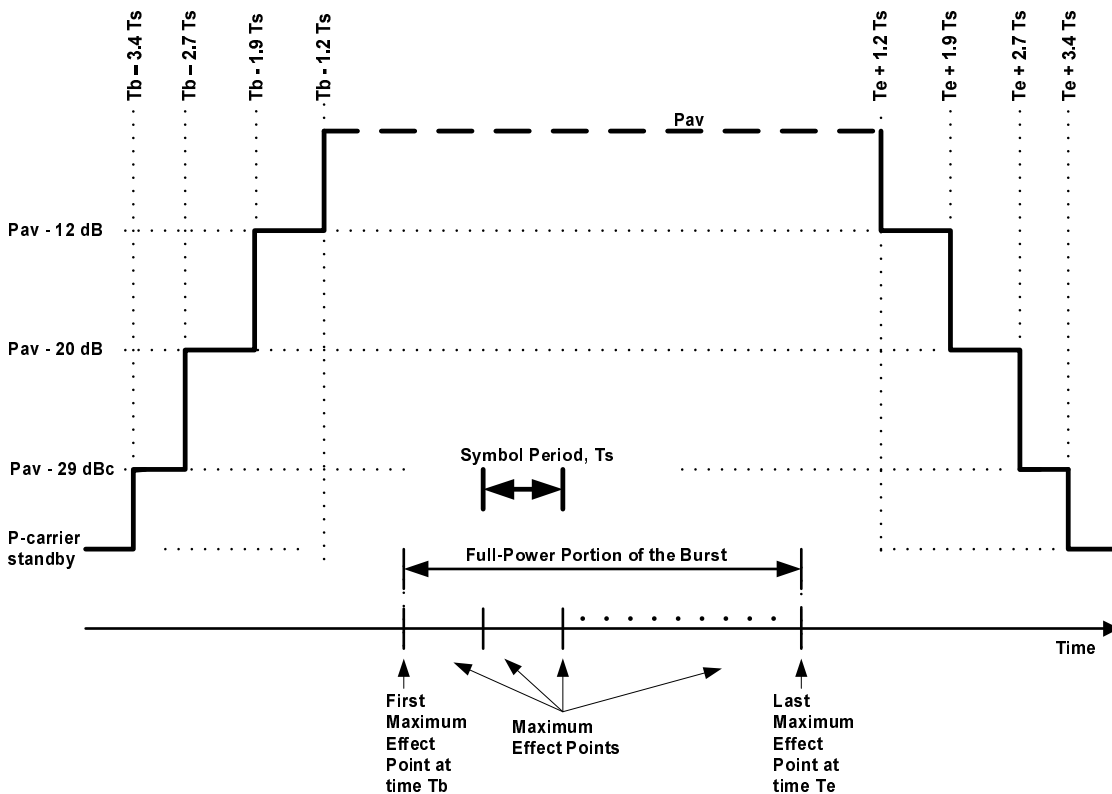 Tb – 3.4 Ts
Tb – 2.7 Ts
Tb - 1.9 Ts
Tb - 1.2 Ts
Te + 1.2 Ts
Te + 1.9 Ts
Te + 2.7 Ts
Te + 3.4 Ts
Pav
Pav - 12 dB
Pav - 20 dB
Pav - 29 dBc
Symbol Period, Ts
P-carrier
standby
Full-Power Portion of the Burst
Time
First
Maximum
Effect
Point at
time Tb
Maximum
Effect Points
Last
Maximum
Effect
Point at
time Te